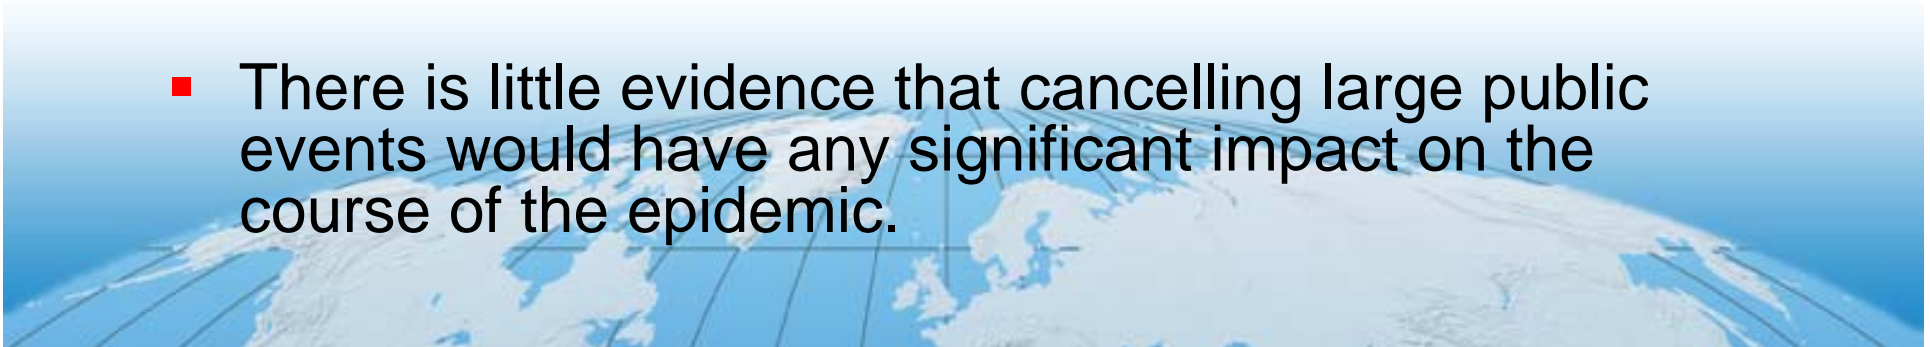 There is little evidence that cancelling large public
events would have any significant impact on the
course of the epidemic.